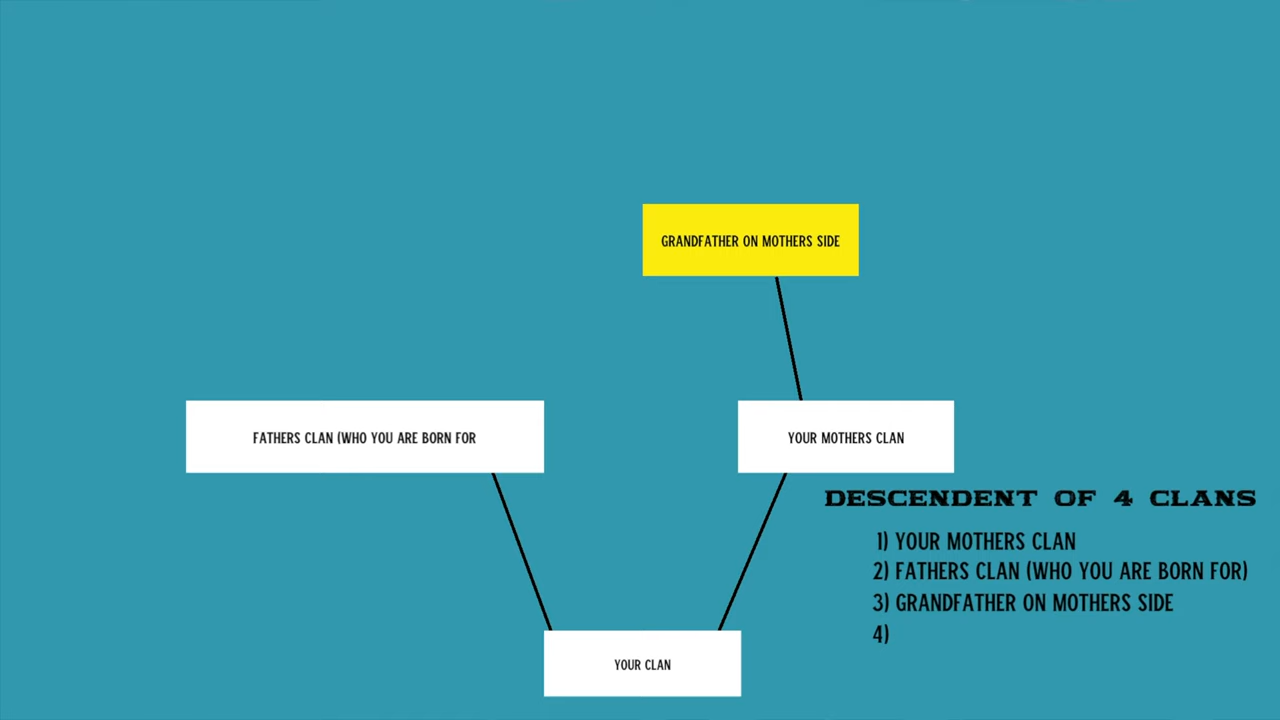 GRANDFATHER ON MOTHERS SIDE
FATHERS CLAN (WHO YOU ARE BORN FOR
YOUR MOTHERS CLAN
DESCENDENT OF 4 CLANS
1) YOUR MOTHERS CLAN
2) FATHERS CLAN (WHO YOU ARE BORN FOR)
3) GRANDFATHER ON MOTHERS SIDE
4)
YOUR CLAN